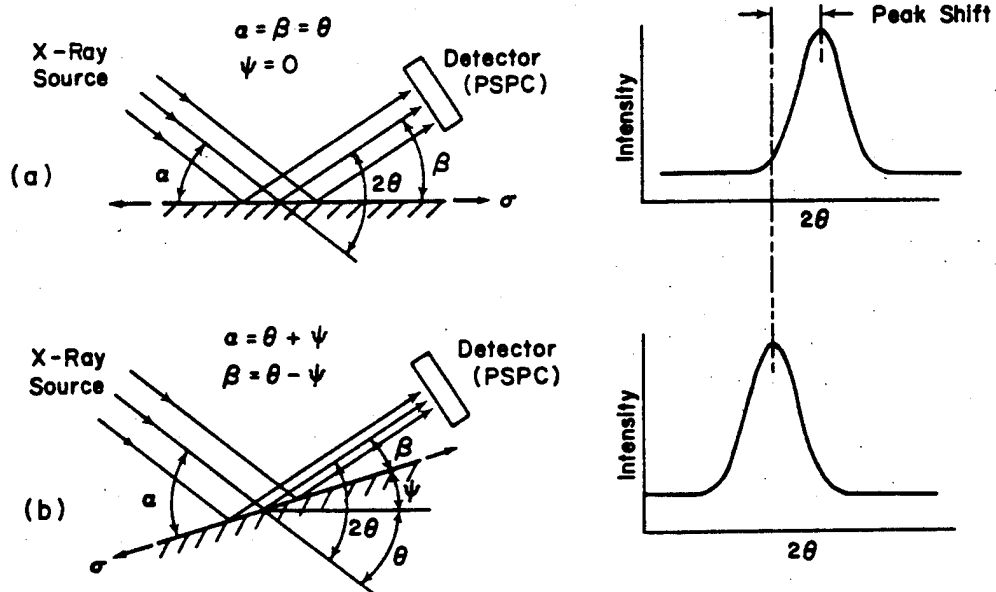 α = β = θ
ψ = 0
X-Ray
Source
Detector
(PSPC)
(a)
α
2θ
β
σ
Peak Shift
Intensity
2θ
α = θ + ψ
β = θ - ψ
X-Ray
Source
Detector
(PSPC)
(b)
α
β
ψ
2θ
θ
σ
Intensity
2θ